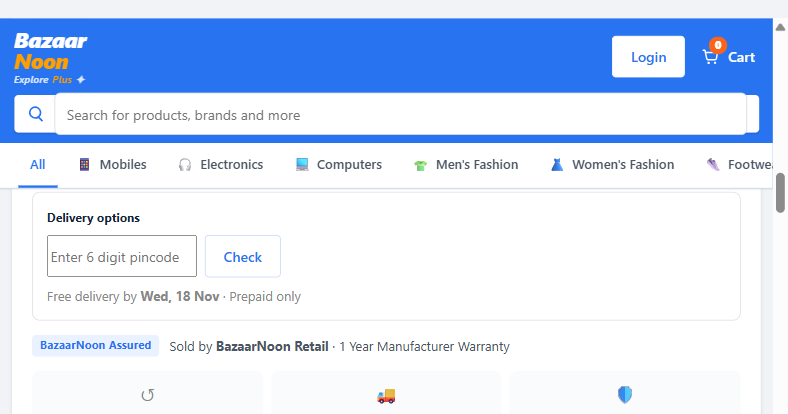 Bazaar
Noon
Explore Plus
Login
0
Cart
Search for products, brands and more
All
Mobiles
Electronics
Computers
Men's Fashion
Women's Fashion
Delivery options
Enter 6 digit pincode
Check
Free delivery by Wed, 18 Nov · Prepaid only
BazaarNoon Assured
Sold by BazaarNoon Retail · 1 Year Manufacturer Warranty